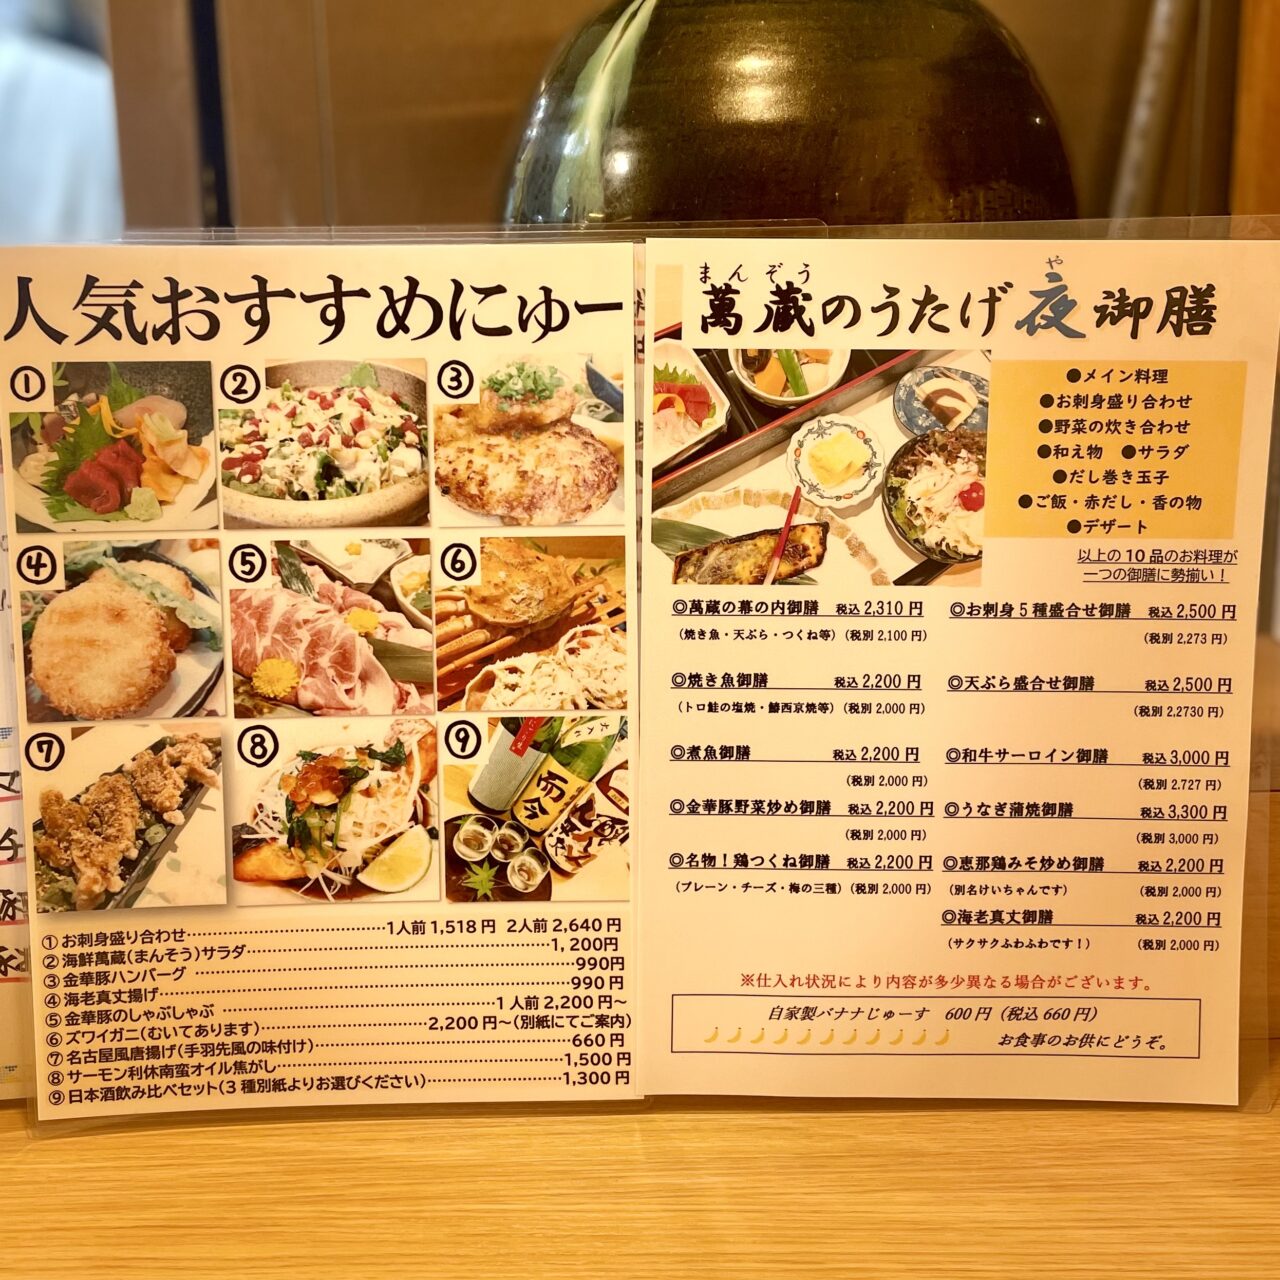 人気おすすめにゅー
①
②
③
④
⑤
⑥
⑦
⑧
⑨
而今
①お刺身盛り合わせ……1人前 1,518円 2人前 2,640円
②海鮮萬蔵(まんそう)サラダ……1,200円
③金華豚ハンバーグ……990円
④海老真丈揚げ……990円
⑤金華豚のしゃぶしゃぶ……1人前 2,200円〜
⑥ズワイガニ(むいてあります)……2,200円〜(別紙にてご案内)
⑦名古屋風唐揚げ(手羽先風の味付け)……660円
⑧サーモン利休南蛮オイル焦がし……1,500円
⑨日本酒飲み比べセット(3種別紙よりお選びください)……1,300円
まんぞう や
萬蔵のうたげ夜御膳
●メイン料理
●お刺身盛り合わせ
●野菜の炊き合わせ
●和え物 ●サラダ
●だし巻き玉子
●ご飯・赤だし・香の物
●デザート
以上の10品のお料理が
一つの御膳に勢揃い!
◎萬蔵の幕の内御膳 税込 2,310円
(焼き魚・天ぷら・つくね等)(税別 2,100円)
◎焼き魚御膳 税込 2,200円
(トロ鮭の塩焼・鰆西京焼等)(税別 2,000円)
◎煮魚御膳 税込 2,200円
(税別 2,000円)
◎金華豚野菜炒め御膳 税込 2,200円
(税別 2,000円)
◎名物!鶏つくね御膳 税込 2,200円
(プレーン・チーズ・梅の三種)(税別 2,000円)
◎お刺身5種盛合せ御膳 税込 2,500円
(税別 2,273円)
◎天ぷら盛合せ御膳 税込 2,500円
(税別 2,2730円)
◎和牛サーロイン御膳 税込 3,000円
(税別 2.727円)
◎うなぎ蒲焼御膳 税込 3,300円
(税別 3,000円)
◎恵那鶏みそ炒め御膳 税込 2,200円
(別名けいちゃんです) (税別 2,000円)
◎海老真丈御膳 税込 2,200円
(サクサクふわふわです!) (税別 2,000円)
※仕入れ状況により内容が多少異なる場合がございます。
自家製バナナじゅーす 600円(税込 660円)
お食事のお供にどうぞ。